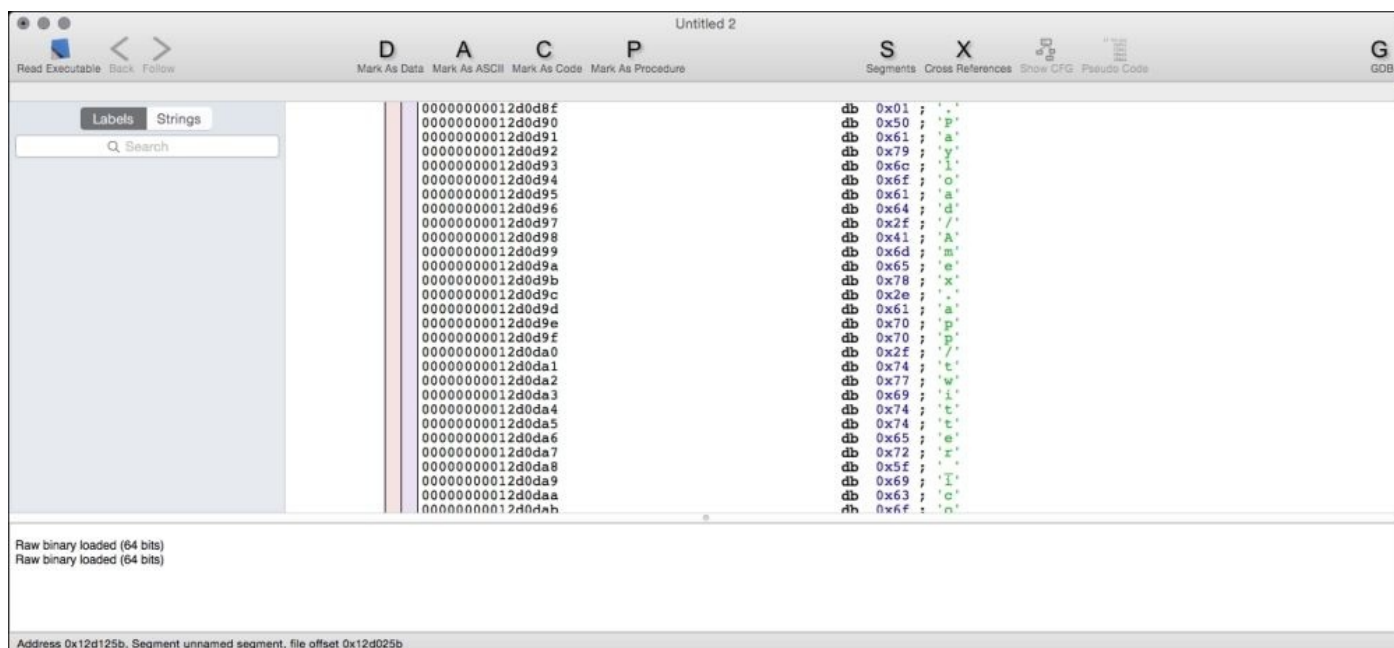 Untitled 2
D A C P S X G
Read Executable Back Follow Mark As Data Mark As ASCII Mark As Code Mark As Procedure Segments Cross References Show CFG Pseudo Code GDB
Labels Strings
Search
00000000012d0d8f db 0x01 ; '.'
00000000012d0d90 db 0x50 ; 'P'
00000000012d0d91 db 0x61 ; 'a'
00000000012d0d92 db 0x79 ; 'y'
00000000012d0d93 db 0x6c ; 'l'
00000000012d0d94 db 0x6f ; 'o'
00000000012d0d95 db 0x61 ; 'a'
00000000012d0d96 db 0x64 ; 'd'
00000000012d0d97 db 0x2f ; '/'
00000000012d0d98 db 0x41 ; 'A'
00000000012d0d99 db 0x6d ; 'm'
00000000012d0d9a db 0x65 ; 'e'
00000000012d0d9b db 0x78 ; 'x'
00000000012d0d9c db 0x2e ; '.'
00000000012d0d9d db 0x61 ; 'a'
00000000012d0d9e db 0x70 ; 'p'
00000000012d0d9f db 0x70 ; 'p'
00000000012d0da0 db 0x2f ; '/'
00000000012d0da1 db 0x74 ; 't'
00000000012d0da2 db 0x77 ; 'w'
00000000012d0da3 db 0x69 ; 'i'
00000000012d0da4 db 0x74 ; 't'
00000000012d0da5 db 0x74 ; 't'
00000000012d0da6 db 0x65 ; 'e'
00000000012d0da7 db 0x72 ; 'r'
00000000012d0da8 db 0x5f ; '_'
00000000012d0da9 db 0x69 ; 'i'
00000000012d0daa db 0x63 ; 'c'
00000000012d0dab db 0x6f ; 'o'
Raw binary loaded (64 bits)
Raw binary loaded (64 bits)
Address 0x12d125b, Segment unnamed segment, file offset 0x12d025b